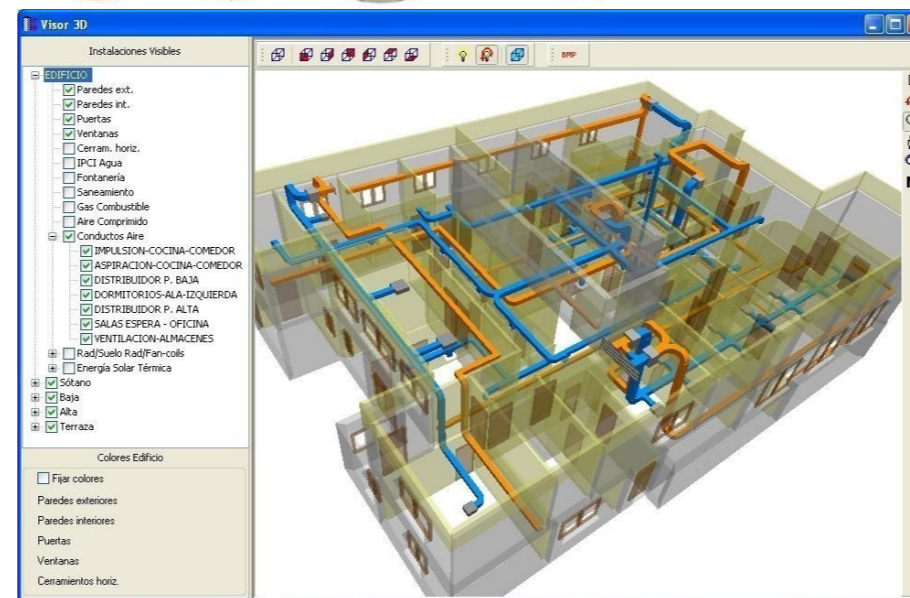 Visor 3D
Instalaciones Visibles
BMP
EDIFICIO
Paredes ext.
Paredes int.
Puertas
Ventanas
Cerram. horiz.
IPCI Agua
Fontanería
Saneamiento
Gas Combustible
Aire Comprimido
Conductos Aire
IMPULSION-COCINA-COMEDOR
ASPIRACION-COCINA-COMEDOR
DISTRIBUIDOR P. BAJA
DORMITORIOS-ALA-IZQUIERDA
DISTRIBUIDOR P. ALTA
SALAS ESPERA - OFICINA
VENTILACION-ALMACENES
Rad/Suelo Rad/Fan-coils
Energía Solar Térmica
Sótano
Baja
Alta
Terraza
Colores Edificio
Fijar colores
Paredes exteriores
Paredes interiores
Puertas
Ventanas
Cerramientos horiz.